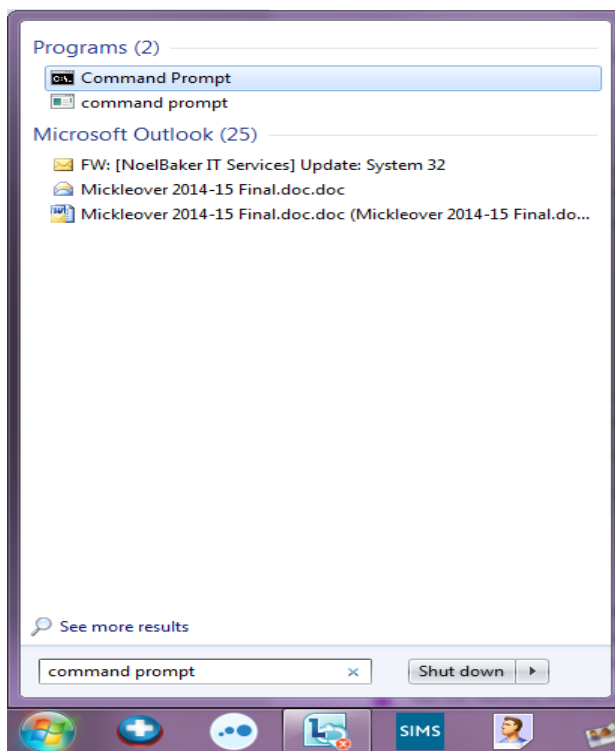 Programs (2)
C:\.
Command Prompt
command prompt
Microsoft Outlook (25)
FW: [NoelBaker IT Services] Update: System 32
Mickleover 2014-15 Final.doc.doc
Mickleover 2014-15 Final.doc.doc (Mickleover 2014-15 Final.do...
See more results
command prompt
Shut down
SIMS